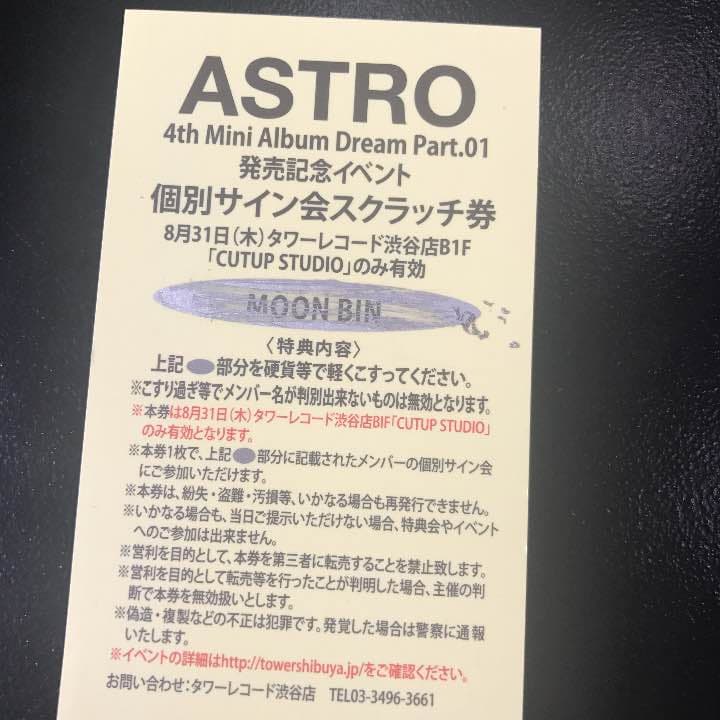 ASTRO
4th Mini Album Dream Part.01
発売記念イベント
個別サイン会スクラッチ券
8月31日(木)タワーレコード渋谷店B1F
「CUTUP STUDIO」のみ有効
MOON BIN
〈特典内容〉
上記 部分を硬貨等で軽くこすってください。
※こすり過ぎ等でメンバー名が判別出来ないものは無効となります。
※本券は8月31日(木)タワーレコード渋谷店BIF「CUTUP STUDIO」
のみ有効となります。
※本券1枚で、上記 部分に記載されたメンバーの個別サイン会
にご参加いただけます。
※本券は、紛失・盗難・汚損等、いかなる場合も再発行できません。
※いかなる場合も、当日ご提示いただけない場合、特典会やイベント
へのご参加は出来ません。
※営利を目的として、本券を第三者に転売することを禁止致します。
※営利を目的として転売等を行ったことが判明した場合、主催の判
断で本券を無効扱いとします。
※偽造・複製などの不正は犯罪です。発覚した場合は警察に通報
いたします。
※イベントの詳細はhttp://towershibuya.jp/をご確認ください。
お問い合わせ:タワーレコード渋谷店 TEL03-3496-3661